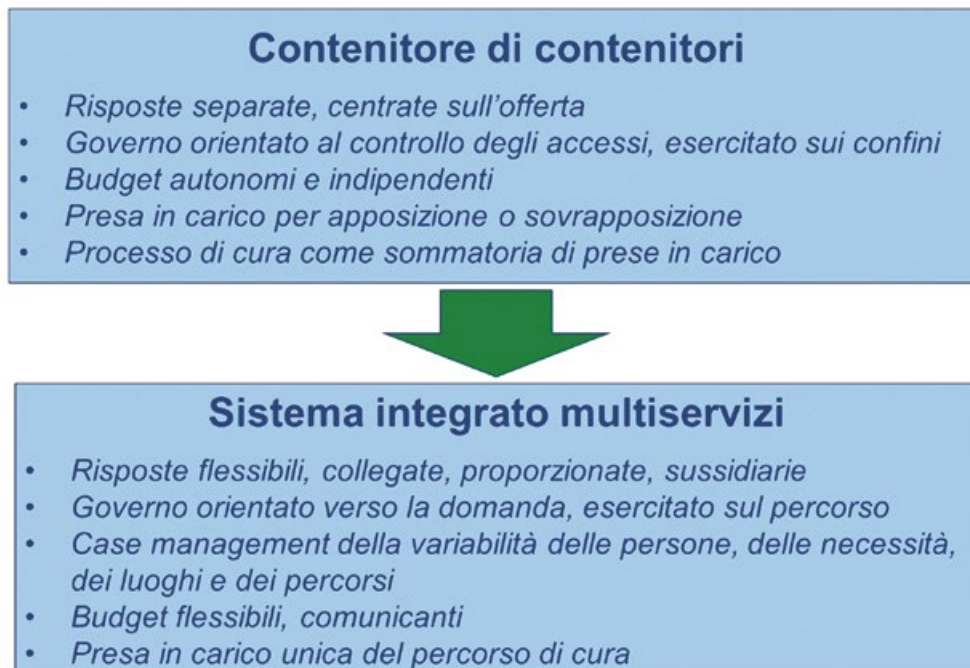 Contenitore di contenitori
• Risposte separate, centrate sull’offerta
• Governo orientato al controllo degli accessi, esercitato sui confini
• Budget autonomi e indipendenti
• Presa in carico per apposizione o sovrapposizione
• Processo di cura come sommatoria di prese in carico
Sistema integrato multiservizi
• Risposte flessibili, collegate, proporzionate, sussidiarie
• Governo orientato verso la domanda, esercitato sul percorso
• Case management della variabilità delle persone, delle necessità,
dei luoghi e dei percorsi
• Budget flessibili, comunicanti
• Presa in carico unica del percorso di cura